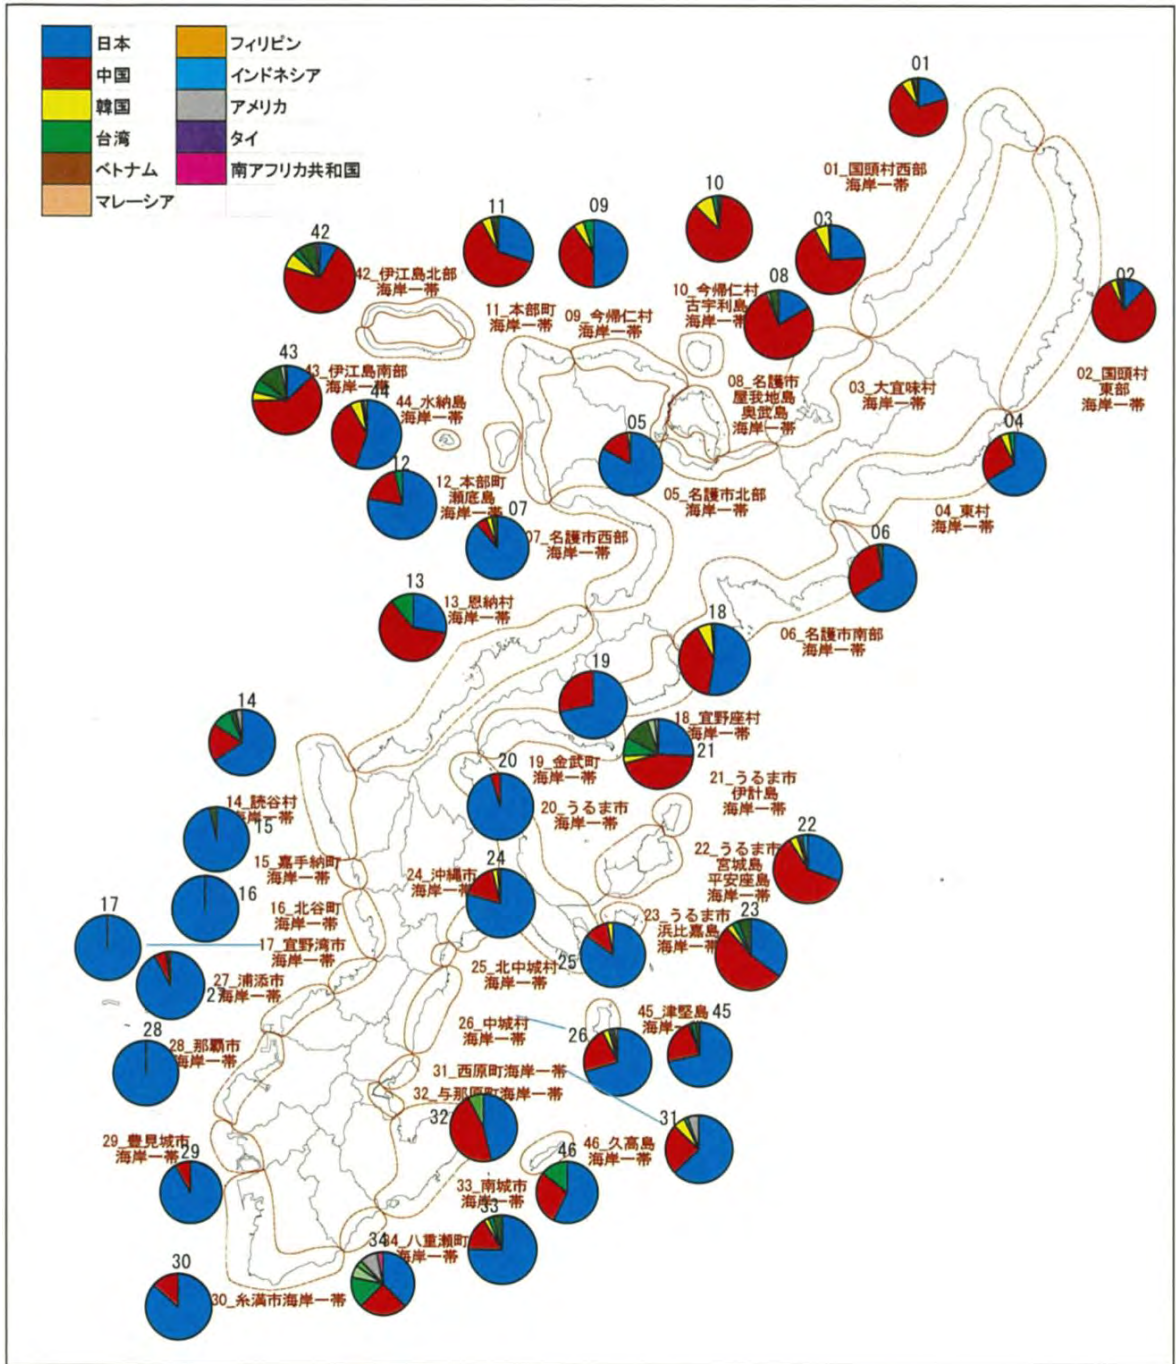 日本
中国
韓国
台湾
ベトナム
マレーシア
フィリピン
インドネシア
アメリカ
タイ
南アフリカ共和国
01
01_国頭村西部
海岸一帯
02
02_国頭村
東部
海岸一帯
03
03_大宜味村
海岸一帯
10
10_今帰仁村
古宇利島
海岸一帯
08
08_名護市
屋我地島
奥武島
海岸一帯
09
09_今帰仁村
海岸一帯
11
11_本部町
海岸一帯
42
42_伊江島北部
海岸一帯
43
43_伊江島南部
海岸一帯
44
44_水納島
海岸一帯
12
12_本部町
瀬底島
海岸一帯
05
05_名護市北部
海岸一帯
04
04_東村
海岸一帯
07
07_名護市西部
海岸一帯
06
06_名護市南部
海岸一帯
13
13_恩納村
海岸一帯
18
18_宜野座村
海岸一帯
19
19_金武町
海岸一帯
21
21_うるま市
伊計島
海岸一帯
14
14_読谷村
海岸一帯
20
20_うるま市
海岸一帯
15
15_嘉手納町
海岸一帯
22
22_うるま市
宮城島
平安座島
海岸一帯
24
24_沖縄市
海岸一帯
16
16_北谷町
海岸一帯
23
23_うるま市
浜比嘉島
海岸一帯
17
17_宜野湾市
海岸一帯
25
25_北中城村
海岸一帯
27
27_浦添市
海岸一帯
26
26_中城村
海岸一帯
45
45_津堅島
海岸一帯
28
28_那覇市
海岸一帯
31
31_西原町海岸一帯
32
32_与那原町海岸一帯
29
29_豊見城市
海岸一帯
46
46_久高島
海岸一帯
33
33_南城市
海岸一帯
34
34_八重瀬町
海岸一帯
30
30_糸満市海岸一帯